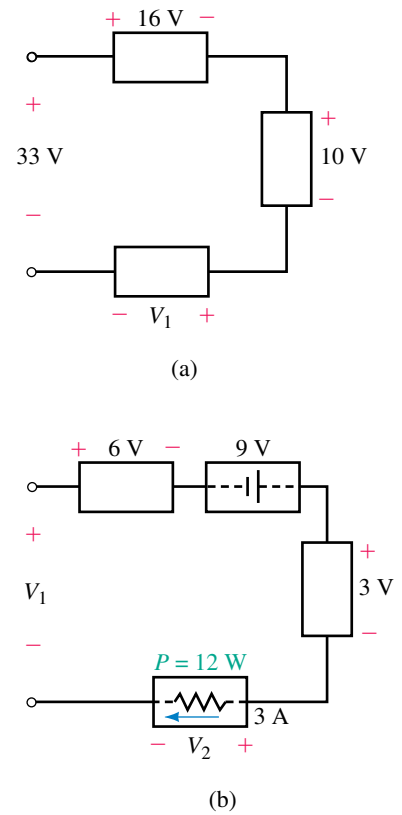 + 16 V −
+
+
33 V
10 V
−
−
− V1 +
(a)
+ 6 V −
9 V
+
+
V1
3 V
−
−
P = 12 W
3 A
− V2 +
(b)